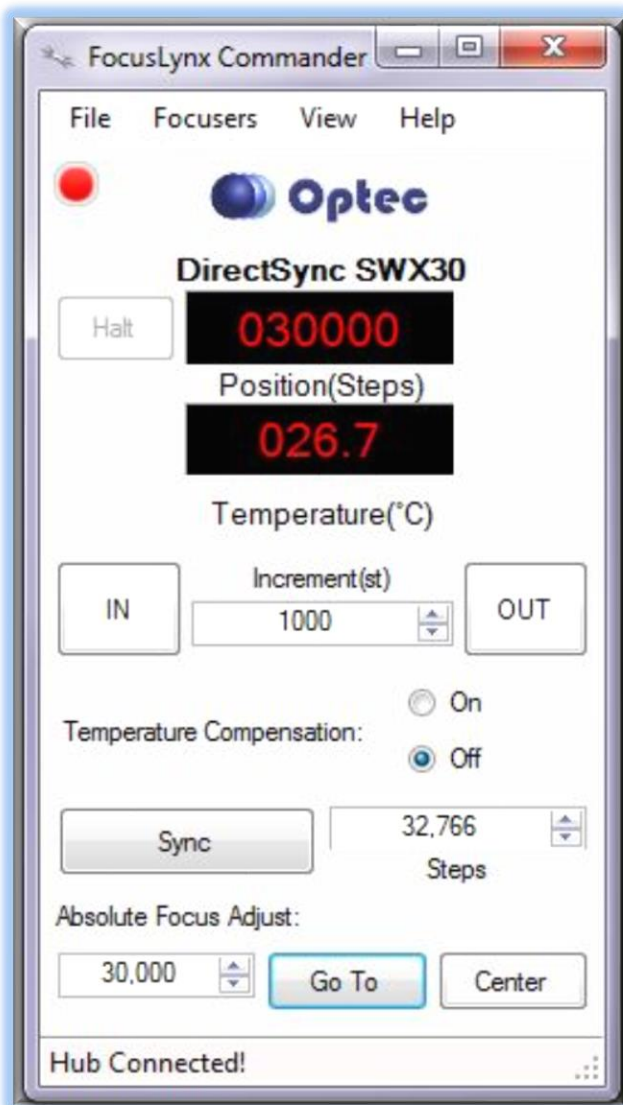 FocusLynx Commander
File Focusers View Help
Optec
DirectSync SWX30
Halt 030000
Position(Steps)
026.7
Temperature(°C)
IN Increment(st) OUT
1000
Temperature Compensation: On
Off
Sync 32,766
Steps
Absolute Focus Adjust:
30,000 Go To Center
Hub Connected!